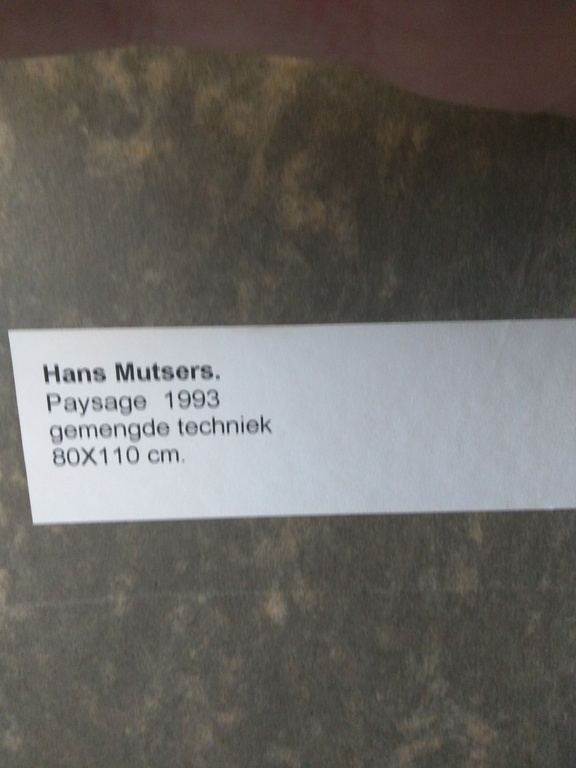 Hans Mutsers.
Paysage 1993
gemengde techniek
80X110 cm.